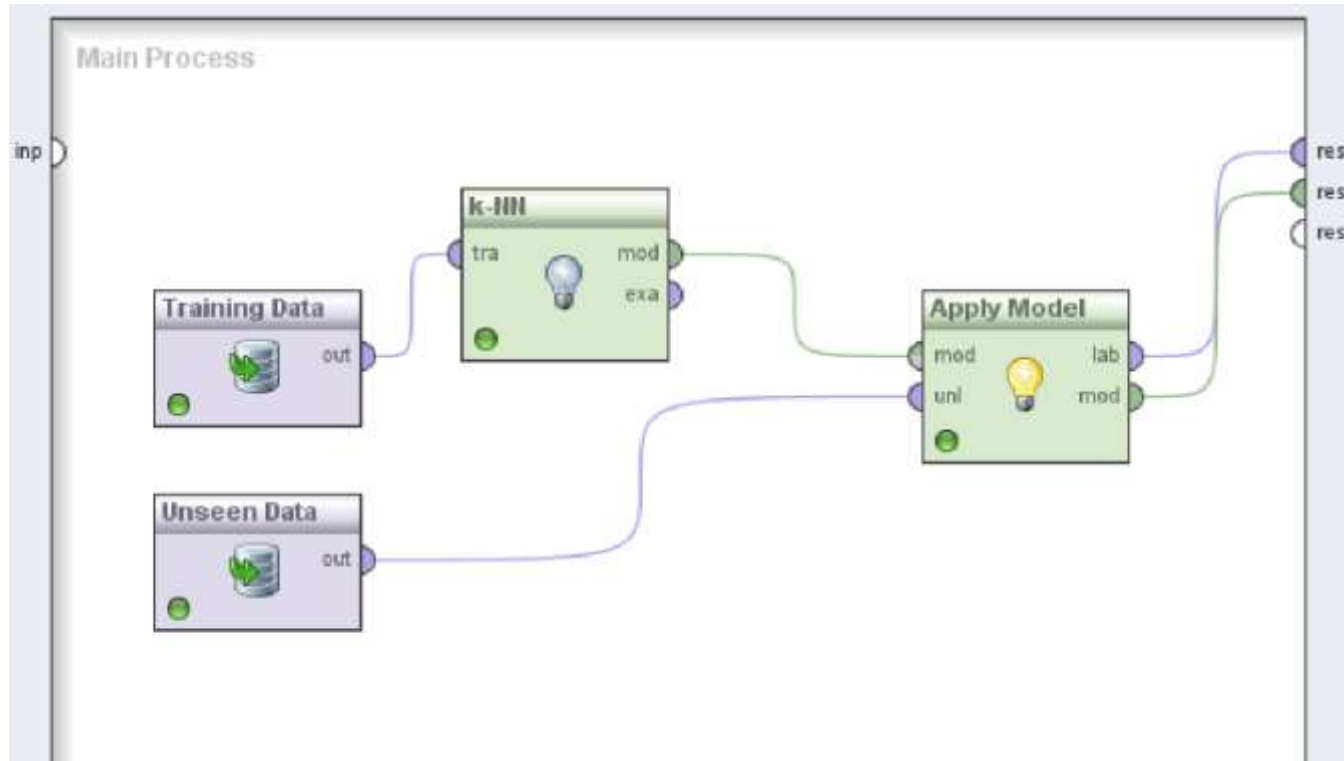 Main Process
inp
res
res
res
k-NN
tra
mod
exa
Training Data
out
Apply Model
mod
lab
unl
mod
Unseen Data
out